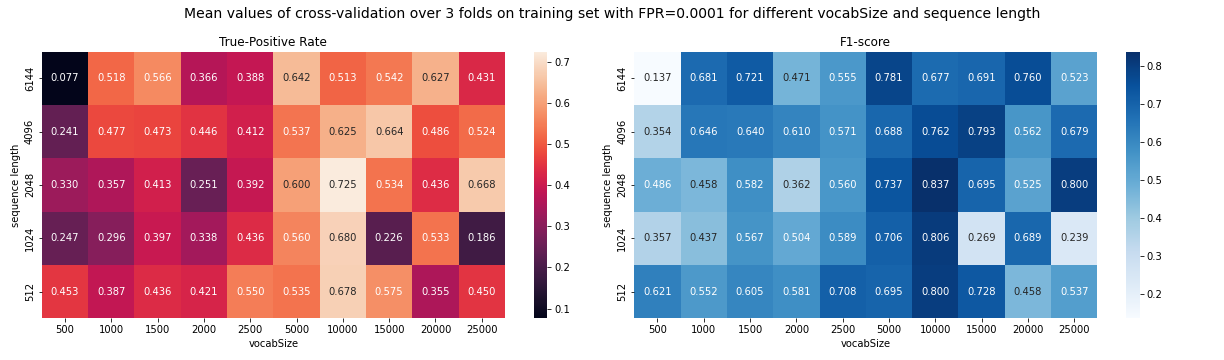 Mean values of cross-validation over 3 folds on training set with FPR=0.0001 for different vocabSize and sequence length
True-Positive Rate
sequence length
6144 0.077 0.518 0.566 0.366 0.388 0.642 0.513 0.542 0.627 0.431
4096 0.241 0.477 0.473 0.446 0.412 0.537 0.625 0.664 0.486 0.524
2048 0.330 0.357 0.413 0.251 0.392 0.600 0.725 0.534 0.436 0.668
1024 0.247 0.296 0.397 0.338 0.436 0.560 0.680 0.226 0.533 0.186
512 0.453 0.387 0.436 0.421 0.550 0.535 0.678 0.575 0.355 0.450
500 1000 1500 2000 2500 5000 10000 15000 20000 25000
vocabSize
0.7
0.6
0.5
0.4
0.3
0.2
0.1
F1-score
sequence length
6144 0.137 0.681 0.721 0.471 0.555 0.781 0.677 0.691 0.760 0.523
4096 0.354 0.646 0.640 0.610 0.571 0.688 0.762 0.793 0.562 0.679
2048 0.486 0.458 0.582 0.362 0.560 0.737 0.837 0.695 0.525 0.800
1024 0.357 0.437 0.567 0.504 0.589 0.706 0.806 0.269 0.689 0.239
512 0.621 0.552 0.605 0.581 0.708 0.695 0.800 0.728 0.458 0.537
500 1000 1500 2000 2500 5000 10000 15000 20000 25000
vocabSize
0.8
0.7
0.6
0.5
0.4
0.3
0.2